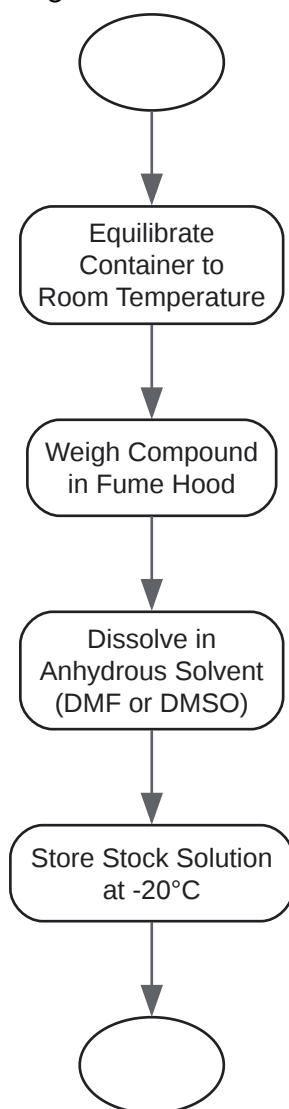 Equilibrate
Container to
Room Temperature
Weigh Compound
in Fume Hood
Dissolve in
Anhydrous Solvent
(DMF or DMSO)
Store Stock Solution
at -20°C